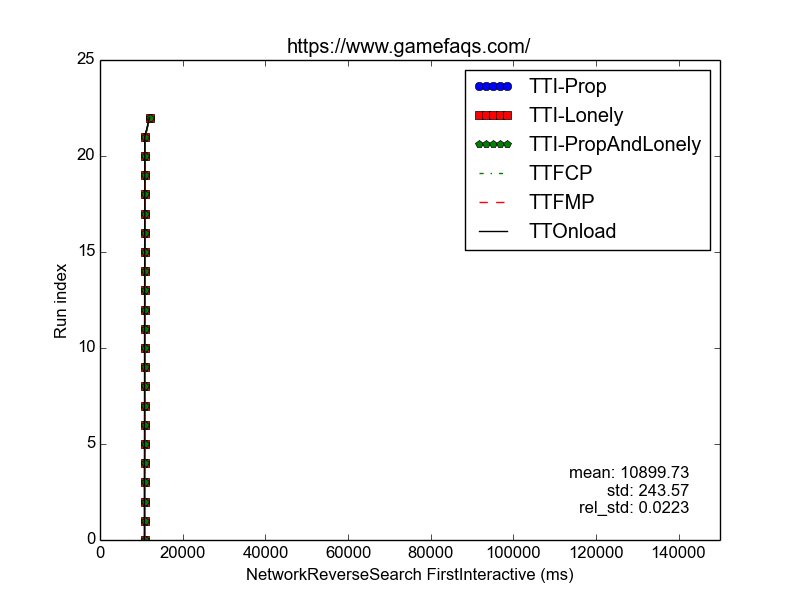 https://www.gamefaqs.com/
25
20
15
10
5
0
Run index
TTI-Prop
TTI-Lonely
TTI-PropAndLonely
TTFCP
TTFMP
TTOnload
mean: 10899.73
std: 243.57
rel_std: 0.0223
0 20000 40000 60000 80000 100000 120000 140000
NetworkReverseSearch FirstInteractive (ms)